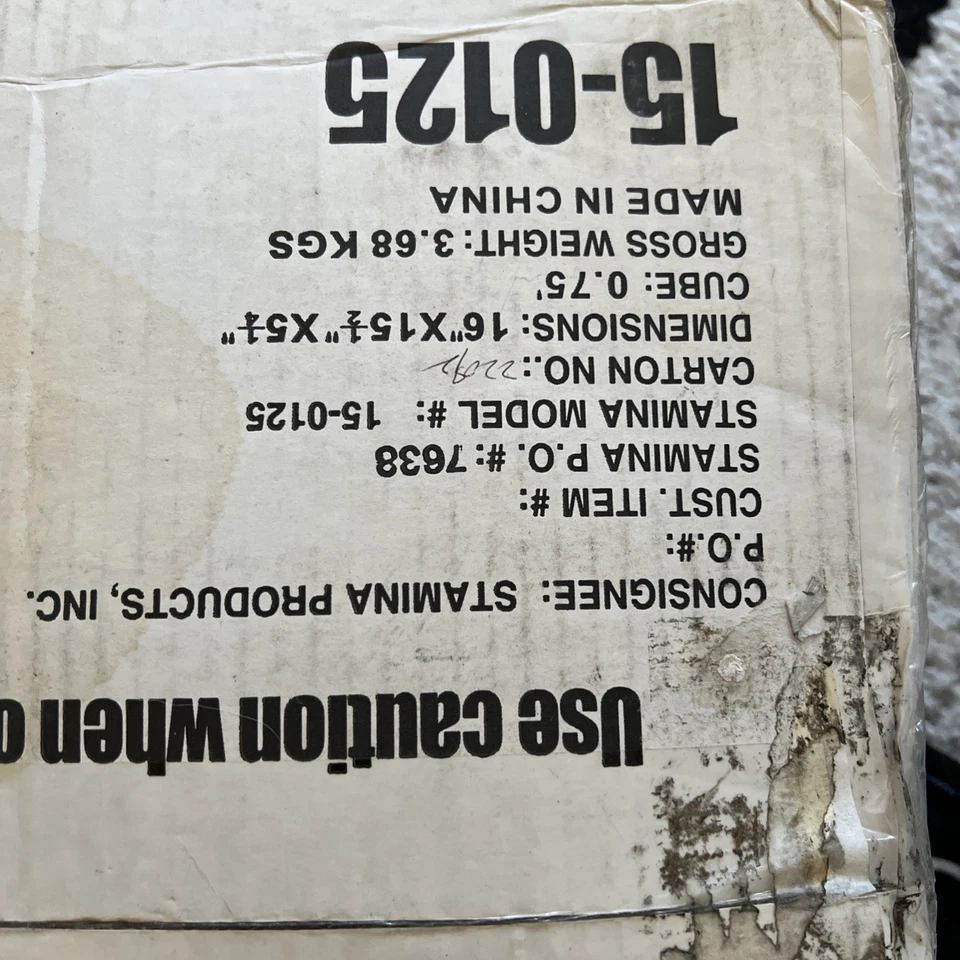 Use caution when
CONSIGNEE: STAMINA PRODUCTS, INC.
P.O.#:
CUST. ITEM #:
STAMINA P.O. #: 7638
STAMINA MODEL #: 15-0125
CARTON NO.:
DIMENSIONS: 16"X15½"X5¼"
CUBE: 0.75'
GROSS WEIGHT: 3.68 KGS
MADE IN CHINA
15-0125